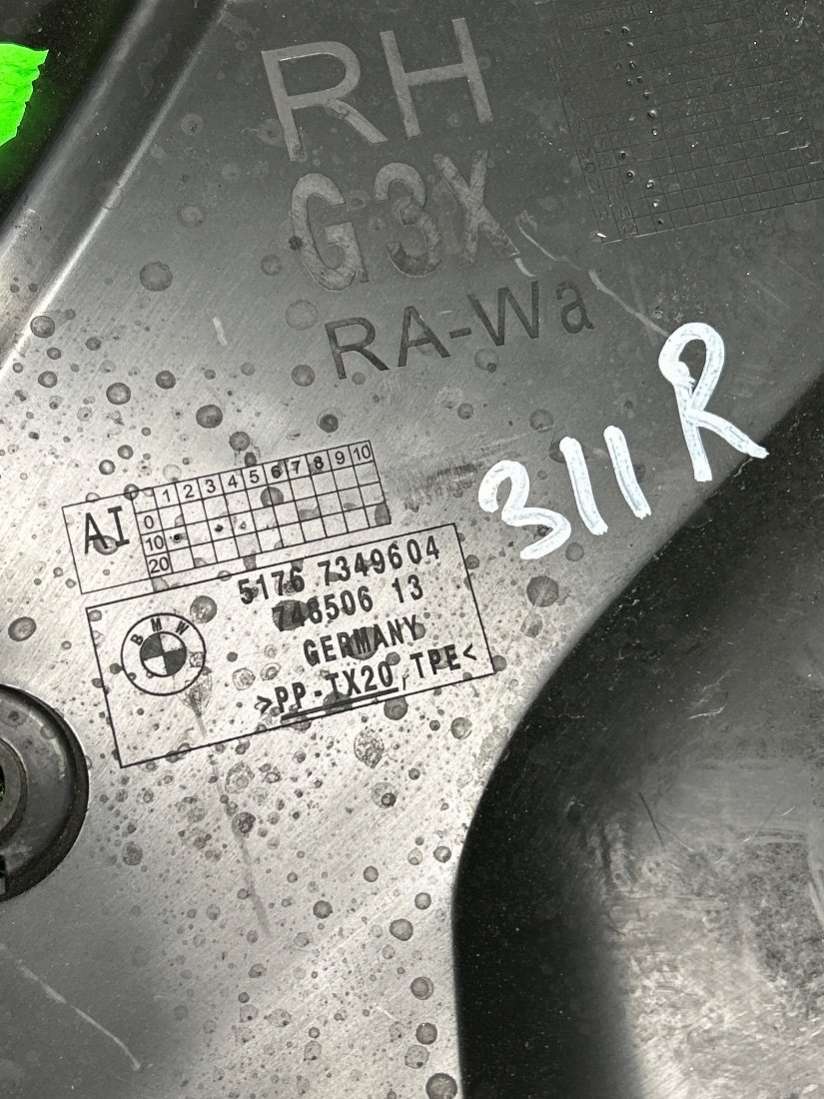 RH
G3X
RA-Wa
311R
AI
1 2 3 4 5 6 7 8 9 10
0
10
20
5176 7349604
748506 13
BMW
GERMANY
>PP-TX20,TPE<